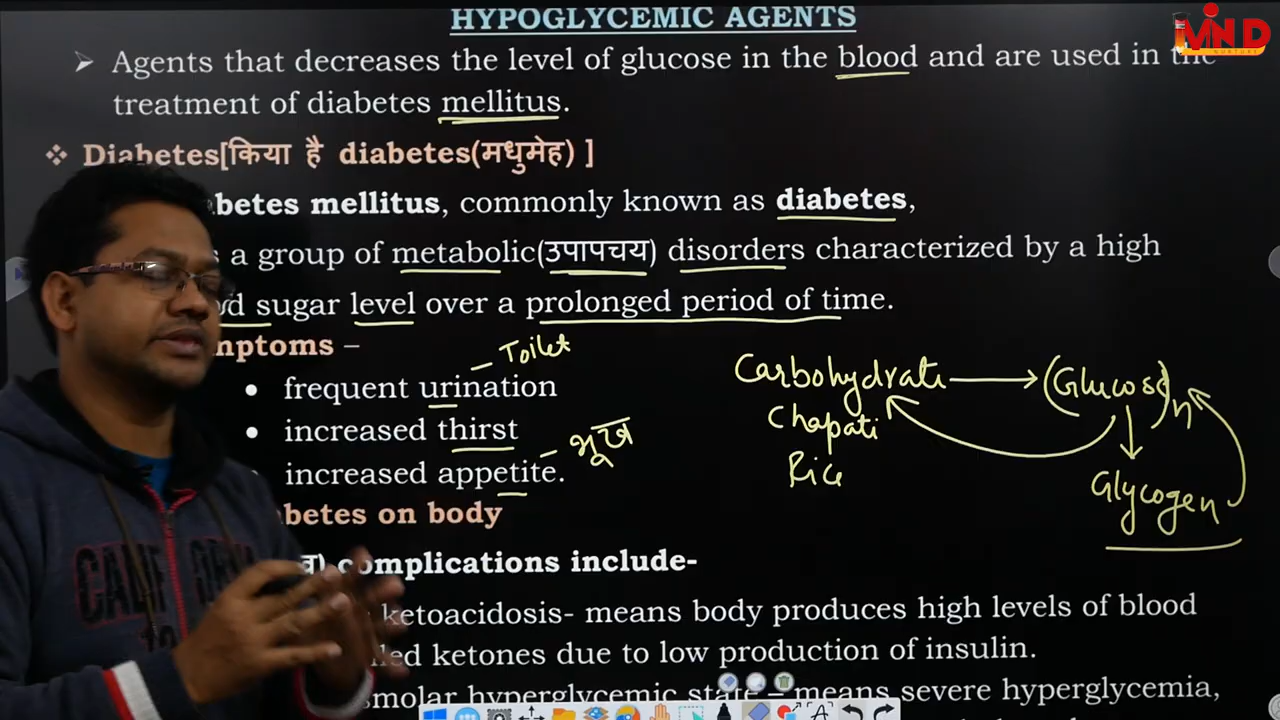 HYPOGLYCEMIC AGENTS
MIND
NURTURE
➢ Agents that decreases the level of glucose in the blood and are used in the
treatment of diabetes mellitus.
❖ Diabetes[किया है diabetes(मधुमेह) ]
betes mellitus, commonly known as diabetes,
s a group of metabolic(उपापचय) disorders characterized by a high
od sugar level over a prolonged period of time.
mptoms –
Toilet
• frequent urination
• increased thirst
• increased appetite.
भूख
Carbohydrate → (Glucose)n
Chapati
Rice
Glycogen
betes on body
complications include-
ketoacidosis- means body produces high levels of blood
led ketones due to low production of insulin.
smolar hyperglycemic state – means severe hyperglycemia,